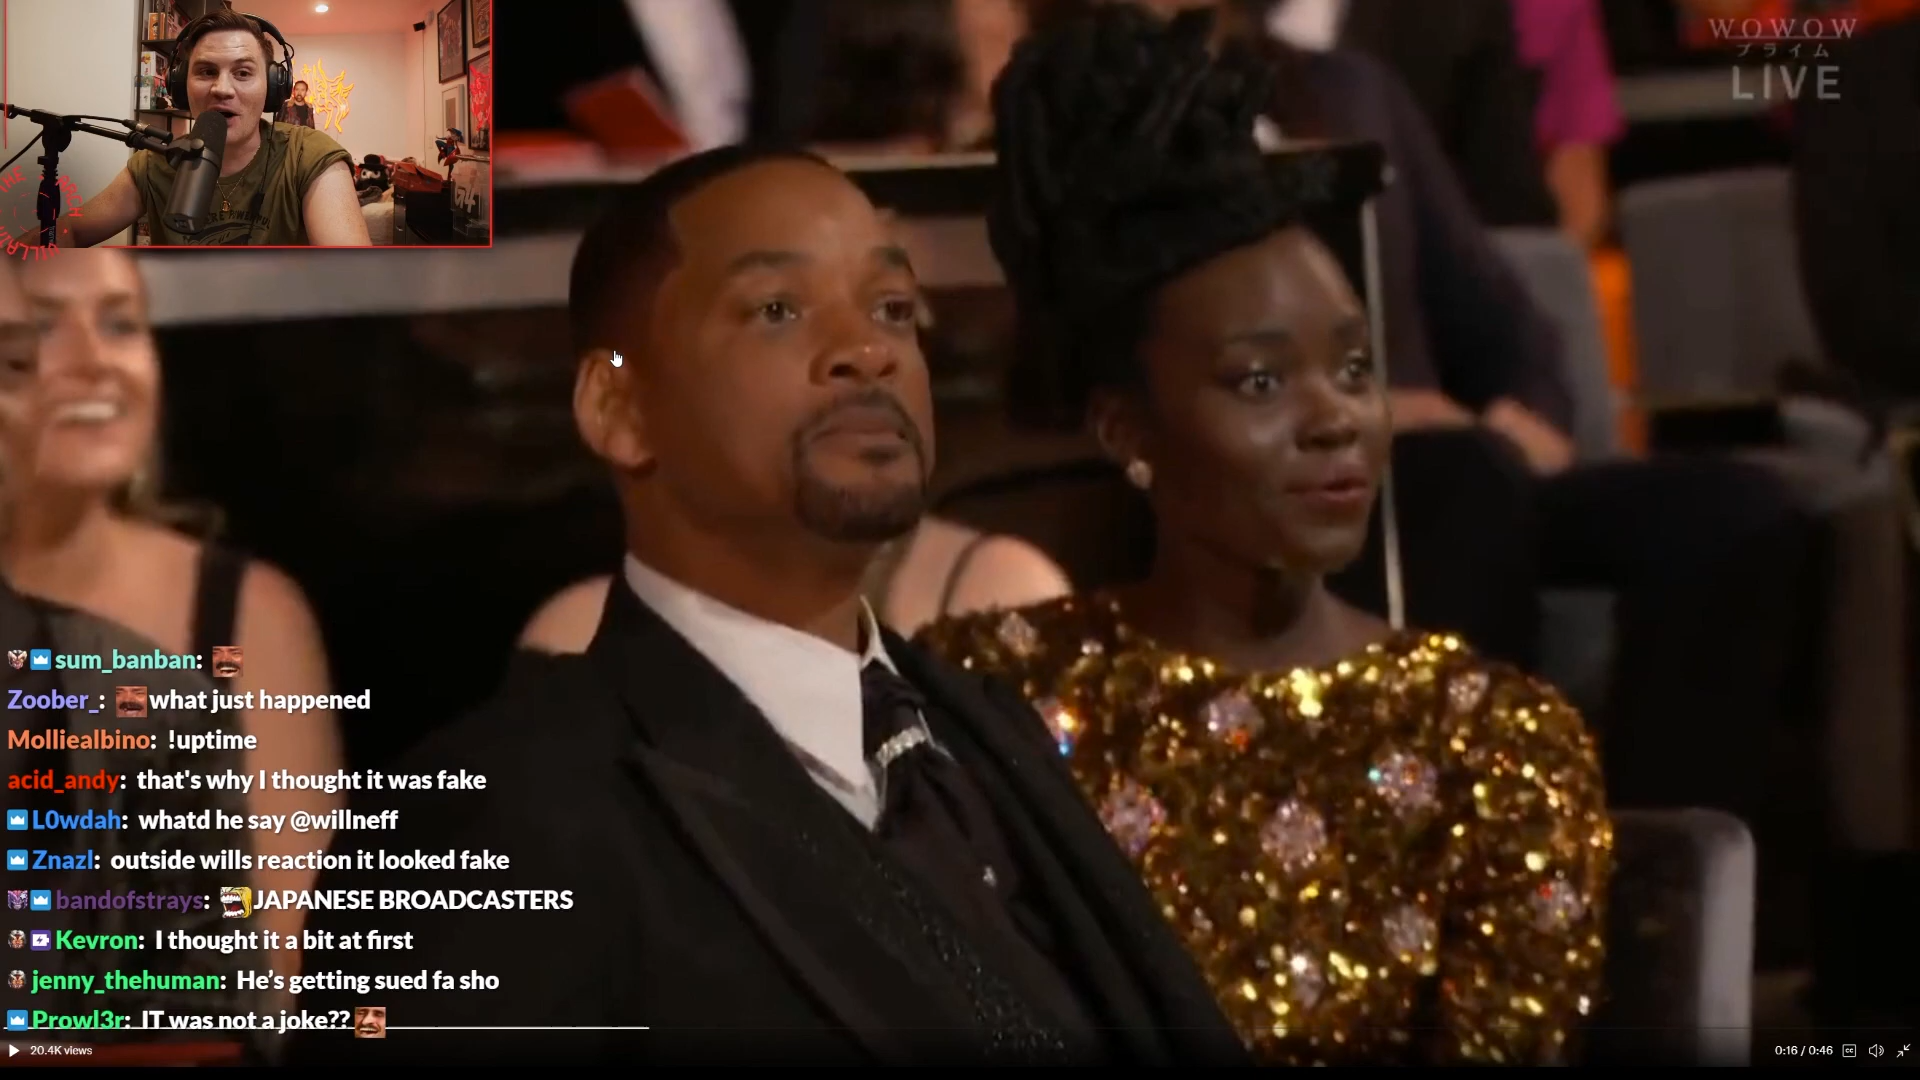 WOWOW
プライム
LIVE
THE ARCH VILLAIN
sum_banban:
Zoober_: what just happened
Molliealbino: !uptime
acid_andy: that's why I thought it was fake
L0wdah: whatd he say @willneff
Znazl: outside wills reaction it looked fake
bandofstrays: JAPANESE BROADCASTERS
Kevron: I thought it a bit at first
jenny_thehuman: He's getting sued fa sho
Prowl3r: IT was not a joke??
20.4K views
0:16 / 0:46